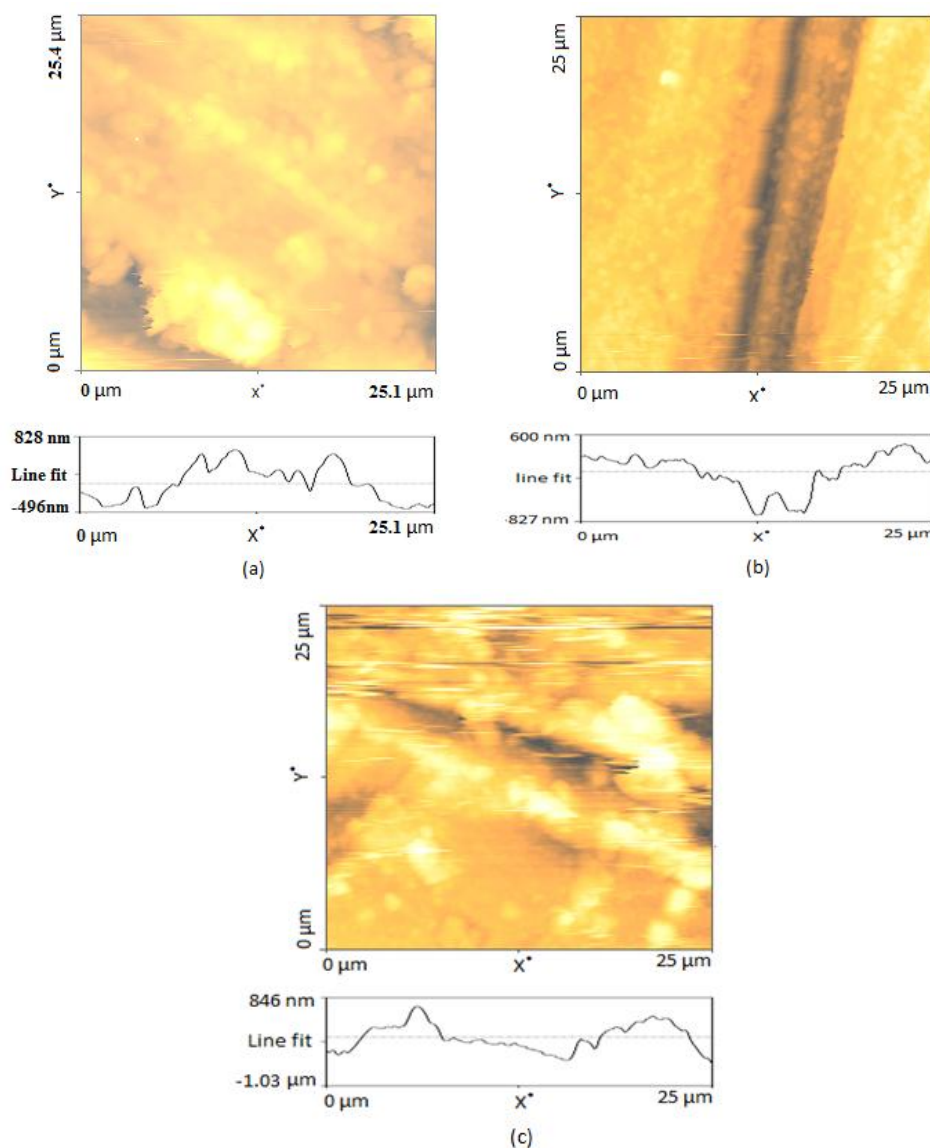 25.4 µm
Y*
0 µm
0 µm
X*
25.1 µm
828 nm
Line fit
-496nm
0 µm
X*
25.1 µm
(a)
25 µm
Y*
0 µm
0 µm
X*
25 µm
600 nm
line fit
-827 nm
0 µm
X*
25 µm
(b)
25 µm
Y*
0 µm
0 µm
X*
25 µm
846 nm
Line fit
-1.03 µm
0 µm
X*
25 µm
(c)